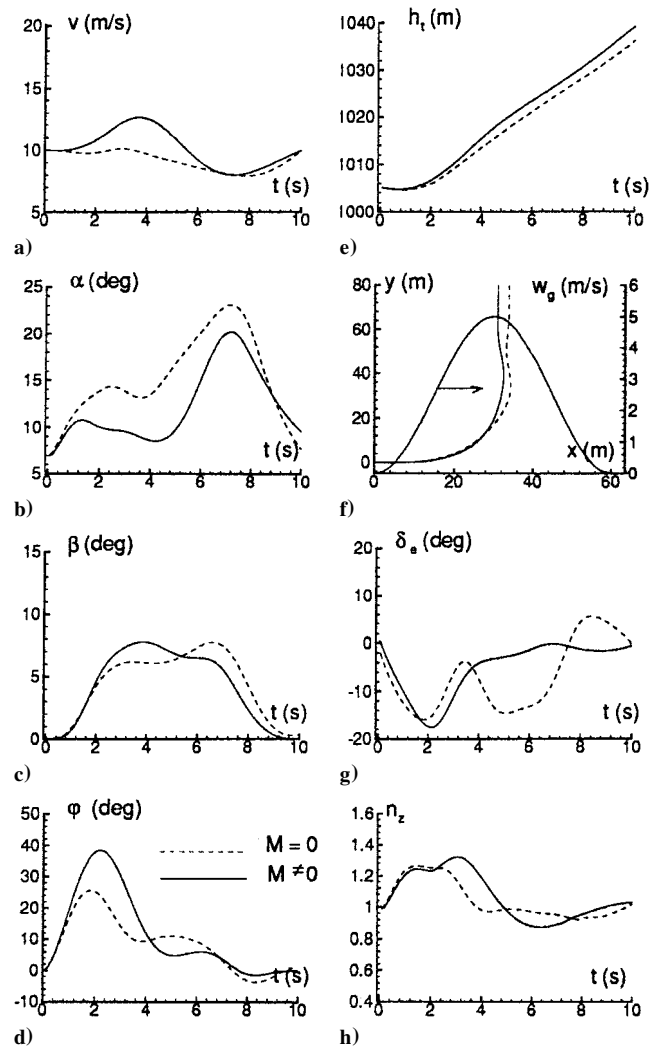 v (m/s)
20
15
10
5
0 2 4 6 8 10
t (s)
a)
h_t (m)
1040
1030
1020
1010
1000
0 2 4 6 8 10
t (s)
e)
α (deg)
25
20
15
10
5
0 2 4 6 8 10
t (s)
b)
y (m)
w_g (m/s)
80
60
40
20
0
6
5
4
3
2
1
0
0 20 40 60
x (m)
f)
β (deg)
15
10
5
0
0 2 4 6 8 10
t (s)
c)
δ_e (deg)
20
10
0
-10
-20
0 2 4 6 8 10
t (s)
g)
φ (deg)
50
40
30
20
10
0
-10
0 2 4 6 8 10
M = 0
M ≠ 0
t (s)
d)
n_z
1.6
1.4
1.2
1
0.8
0.6
0.4
0 2 4 6 8 10
t (s)
h)